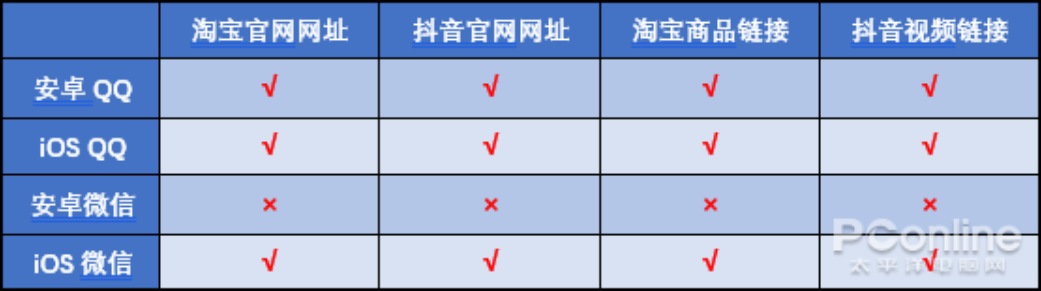 淘宝官网网址 抖音官网网址 淘宝商品链接 抖音视频链接
安卓 QQ √ √ √ √
iOS QQ √ √ √ √
安卓微信 × × × ×
iOS 微信 √ √ √ √
PConline
太平洋电脑网